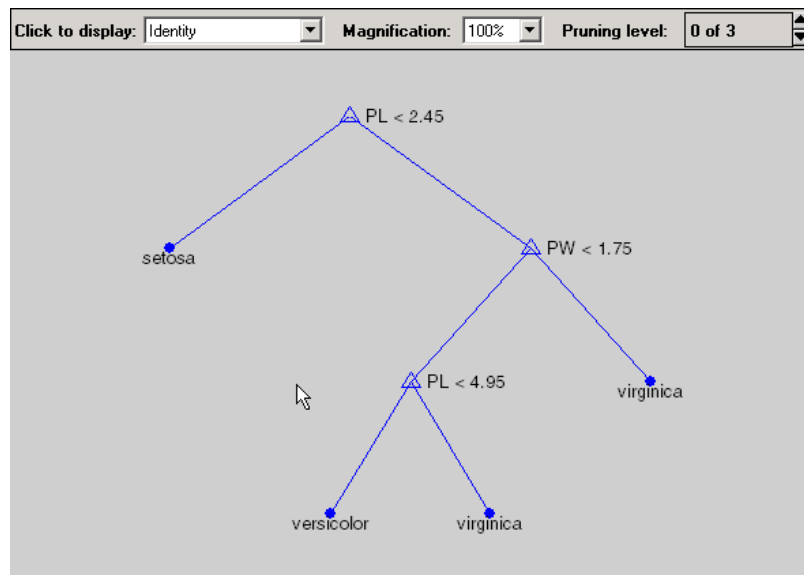 Click to display: Identity Magnification: 100% Pruning level: 0 of 3
PL < 2.45
setosa
PW < 1.75
PL < 4.95
virginica
versicolor
virginica